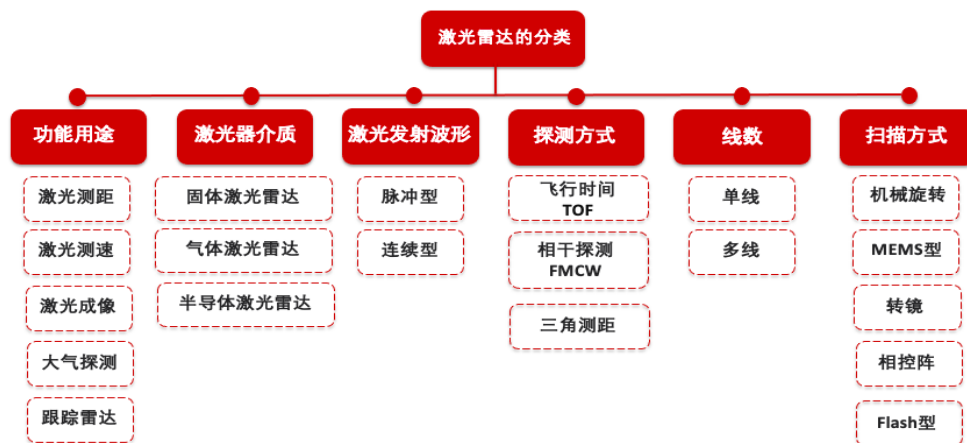 激光雷达的分类
功能用途
激光器介质
激光发射波形
探测方式
线数
扫描方式
激光测距
激光测速
激光成像
大气探测
跟踪雷达
固体激光雷达
气体激光雷达
半导体激光雷达
脉冲型
连续型
飞行时间
TOF
相干探测
FMCW
三角测距
单线
多线
机械旋转
MEMS型
转镜
相控阵
Flash型